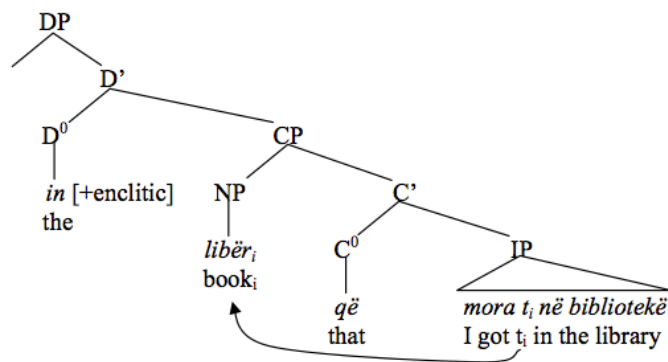 DP
D'
D⁰ CP
in [+enclitic] NP C'
the
libërᵢ C⁰ IP
bookᵢ
që mora tᵢ në bibliotekë
that I got tᵢ in the library